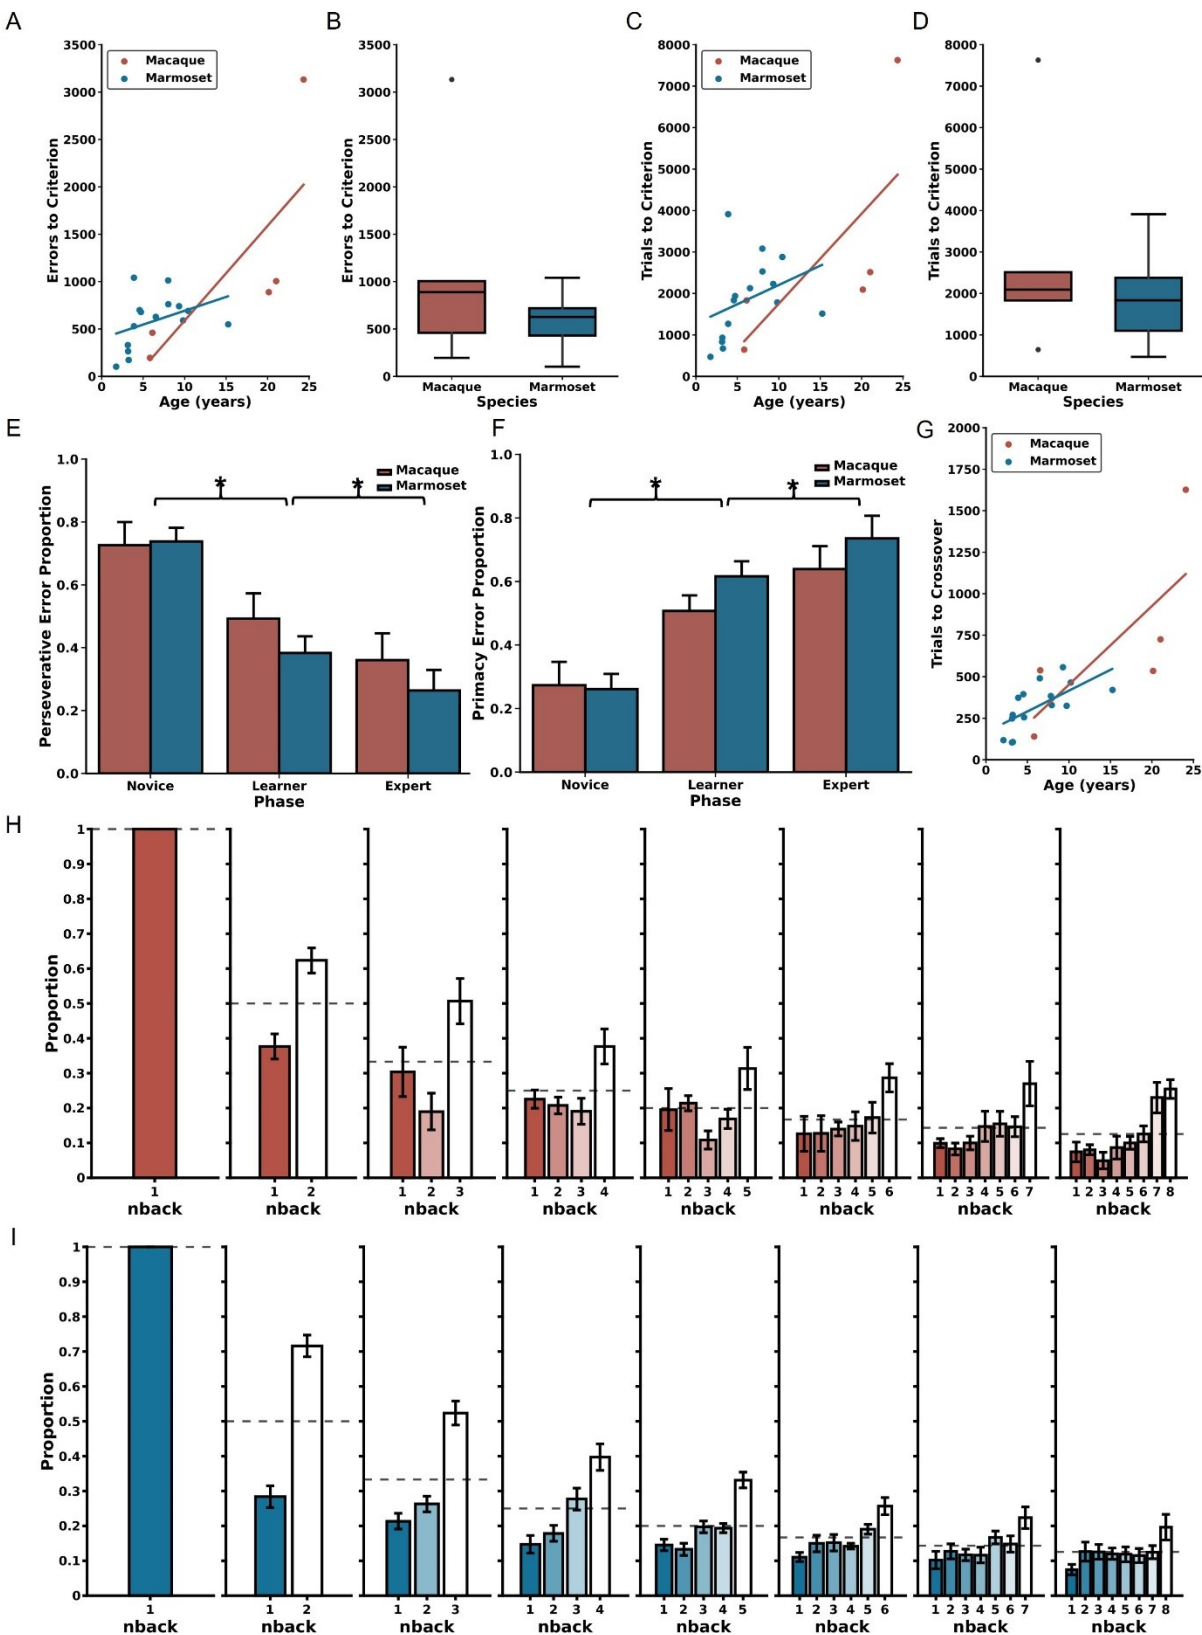 A
B
C
D
3500
3000
2500
2000
1500
1000
500
0
Errors to Criterion
Macaque
Marmoset
0 5 10 15 20 25
Age (years)
3500
3000
2500
2000
1500
1000
500
0
Errors to Criterion
Macaque Marmoset
Species
8000
7000
6000
5000
4000
3000
2000
1000
0
Trials to Criterion
Macaque
Marmoset
0 5 10 15 20 25
Age (years)
8000
7000
6000
5000
4000
3000
2000
1000
0
Trials to Criterion
Macaque Marmoset
Species
E
F
G
1.0
0.8
0.6
0.4
0.2
0.0
Perseverative Error Proportion
Macaque
Marmoset
* *
Novice Learner Expert
Phase
1.0
0.8
0.6
0.4
0.2
0.0
Primacy Error Proportion
Macaque
Marmoset
* *
Novice Learner Expert
Phase
2000
1750
1500
1250
1000
750
500
250
0
Trials to Crossover
Macaque
Marmoset
0 5 10 15 20 25
Age (years)
H
1
0.9
0.8
0.7
0.6
0.5
0.4
0.3
0.2
0.1
0
Proportion
1
nback
1 2
nback
1 2 3
nback
1 2 3 4
nback
1 2 3 4 5
nback
1 2 3 4 5 6
nback
1 2 3 4 5 6 7
nback
1 2 3 4 5 6 7 8
nback
I
1
0.9
0.8
0.7
0.6
0.5
0.4
0.3
0.2
0.1
0
Proportion
1
nback
1 2
nback
1 2 3
nback
1 2 3 4
nback
1 2 3 4 5
nback
1 2 3 4 5 6
nback
1 2 3 4 5 6 7
nback
1 2 3 4 5 6 7 8
nback